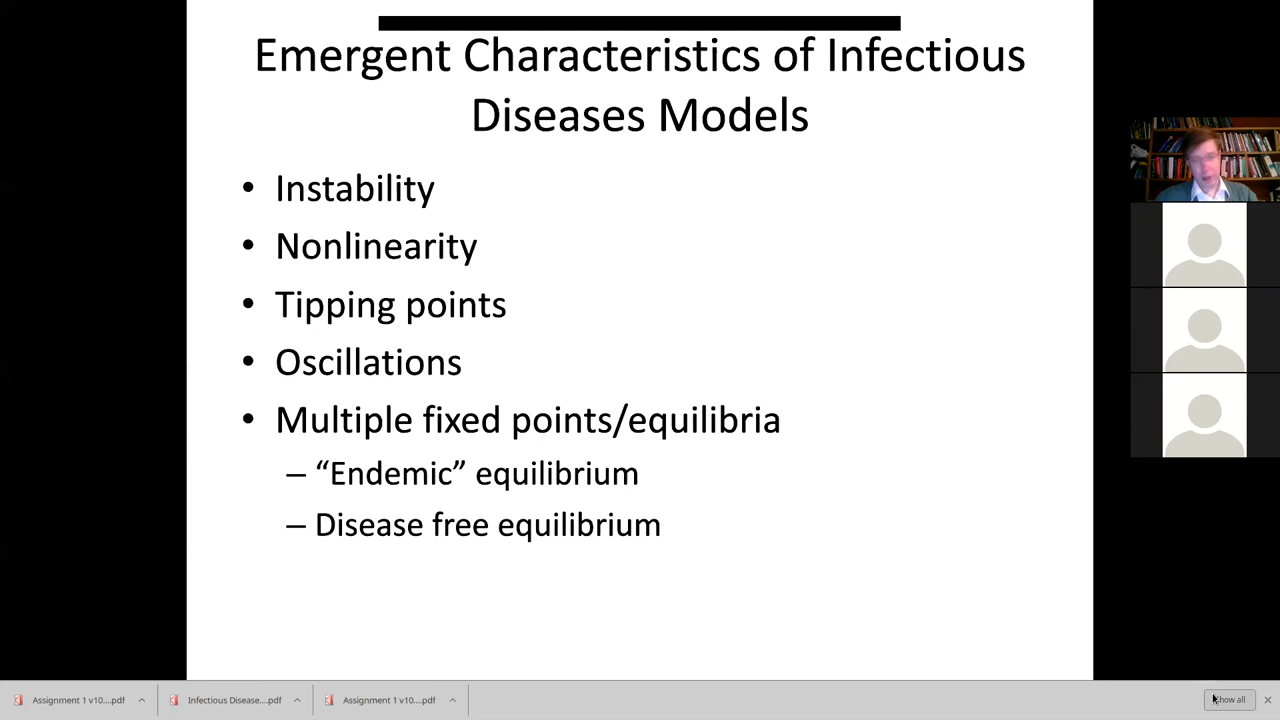 Emergent Characteristics of Infectious
Diseases Models
• Instability
• Nonlinearity
• Tipping points
• Oscillations
• Multiple fixed points/equilibria
– “Endemic” equilibrium
– Disease free equilibrium
Assignment 1 v10....pdf
Infectious Disease....pdf
Assignment 1 v10....pdf
Show all